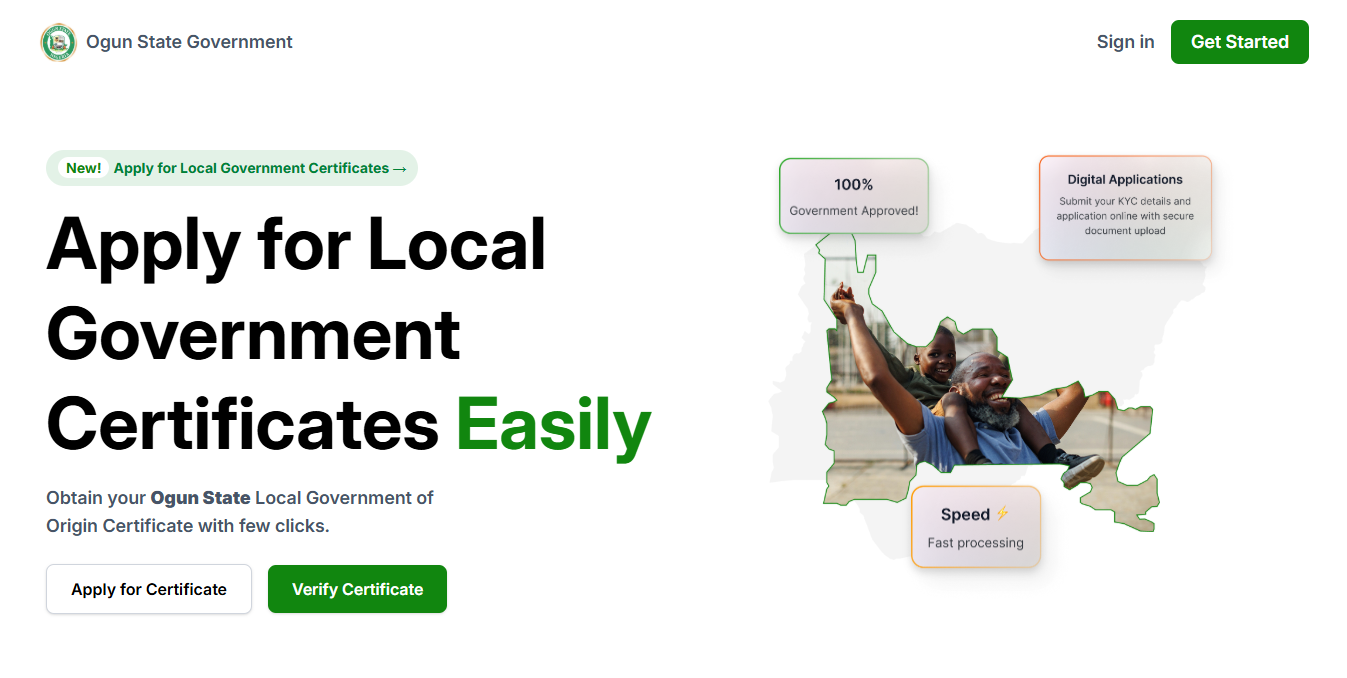 Ogun State Government
Sign in
Get Started
New! Apply for Local Government Certificates →
Apply for Local
Government
Certificates Easily
Obtain your Ogun State Local Government of
Origin Certificate with few clicks.
Apply for Certificate
Verify Certificate
100%
Government Approved!
Digital Applications
Submit your KYC details and
application online with secure
document upload
Speed ⚡
Fast processing